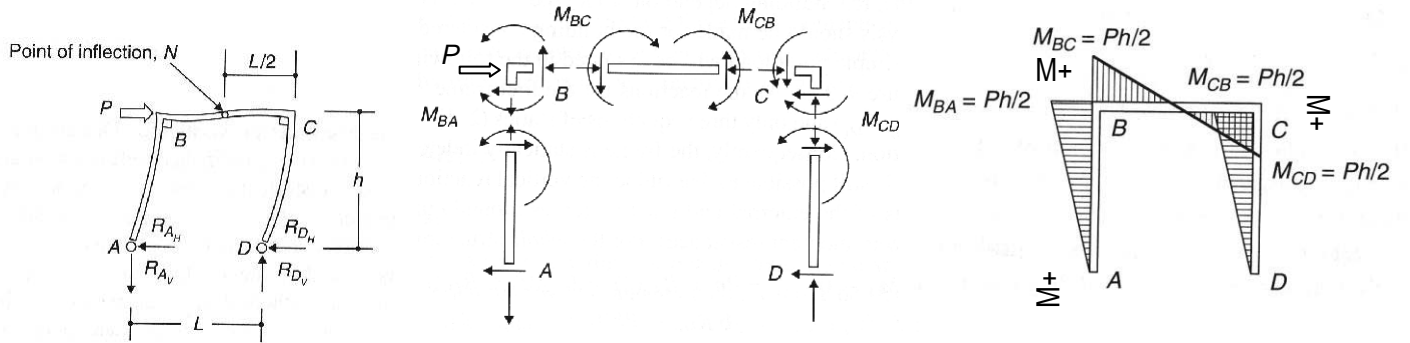 Point of inflection, N
L/2
P
B
C
h
A
R_{A_H}
R_{A_V}
D
R_{D_H}
R_{D_V}
L
M_{BC}
M_{CB}
P
B
C
M_{BA}
M_{CD}
A
D
M_{BC} = Ph/2
M+
M_{CB} = Ph/2
M_{BA} = Ph/2
M+
B
C
M_{CD} = Ph/2
M+
A
D